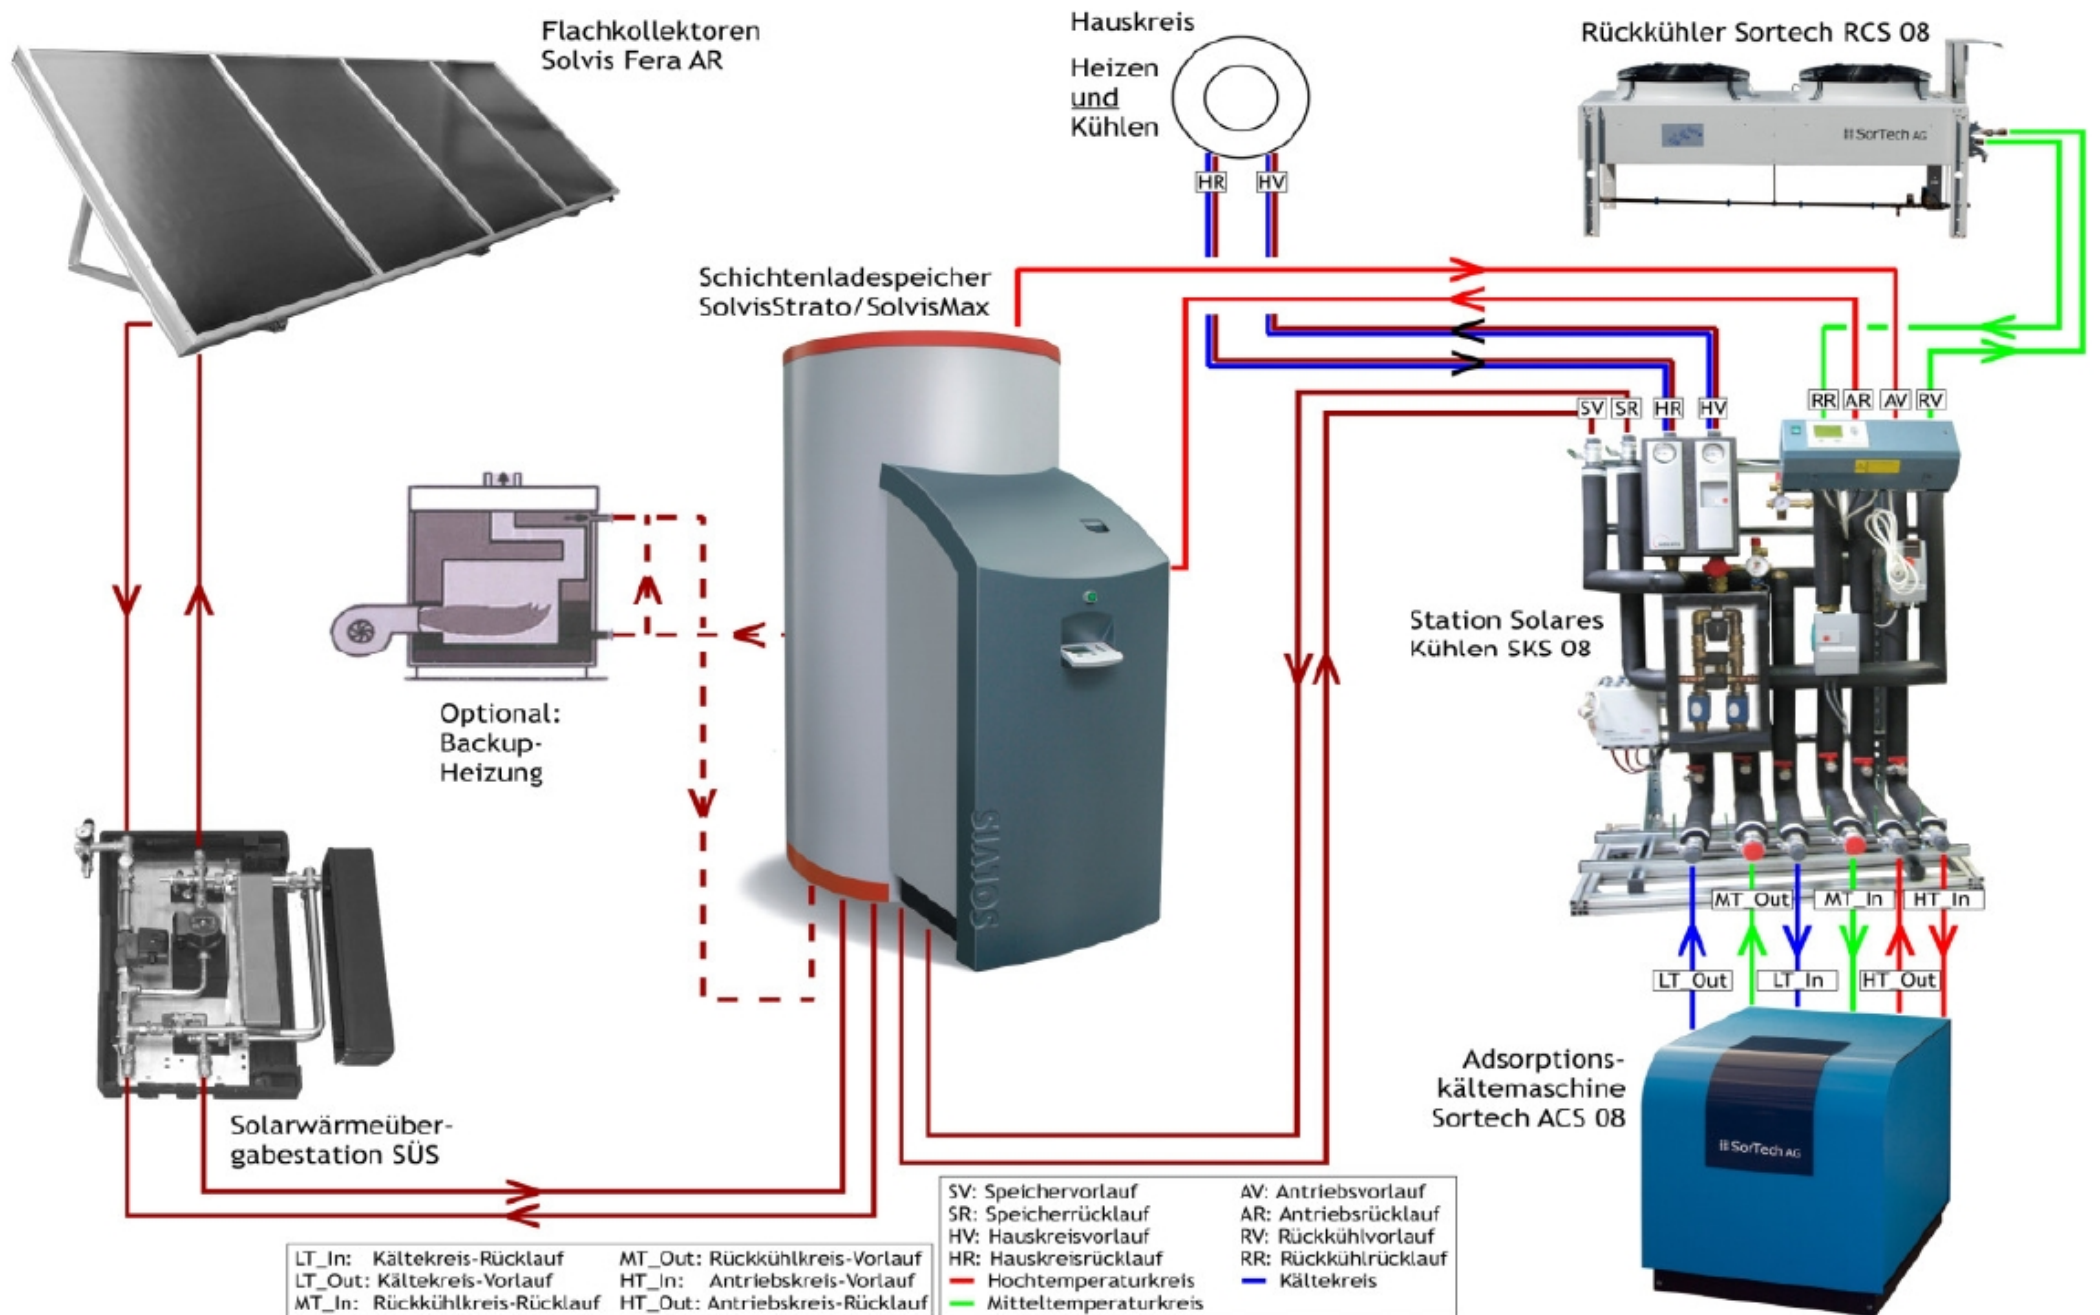 Flachkollektoren
Solvis Fera AR
Hauskreis
Heizen
und
Kühlen
Rückkühler Sortech RCS 08
SorTech AG
HR
HV
Schichtenladespeicher
SolvisStrato/SolvisMax
SV
SR
HR
HV
RR
AR
AV
RV
Station Solares
Kühlen SKS 08
Optional:
Backup-
Heizung
SOLVIS
MT_Out
MT_In
HT_In
LT_Out
LT_In
HT_Out
Adsorptions-
kältemaschine
Sortech ACS 08
SorTech AG
Solarwärmeüber-
gabestation SÜS
LT_In: Kältekreis-Rücklauf
LT_Out: Kältekreis-Vorlauf
MT_In: Rückkühlkreis-Rücklauf
MT_Out: Rückkühlkreis-Vorlauf
HT_In: Antriebskreis-Vorlauf
HT_Out: Antriebskreis-Rücklauf
SV: Speichervorlauf
SR: Speicherrücklauf
HV: Hauskreisvorlauf
HR: Hauskreisrücklauf
Hochtemperaturkreis
Mitteltemperaturkreis
AV: Antriebsvorlauf
AR: Antriebsrücklauf
RV: Rückkühlvorlauf
RR: Rückkühlrücklauf
Kältekreis